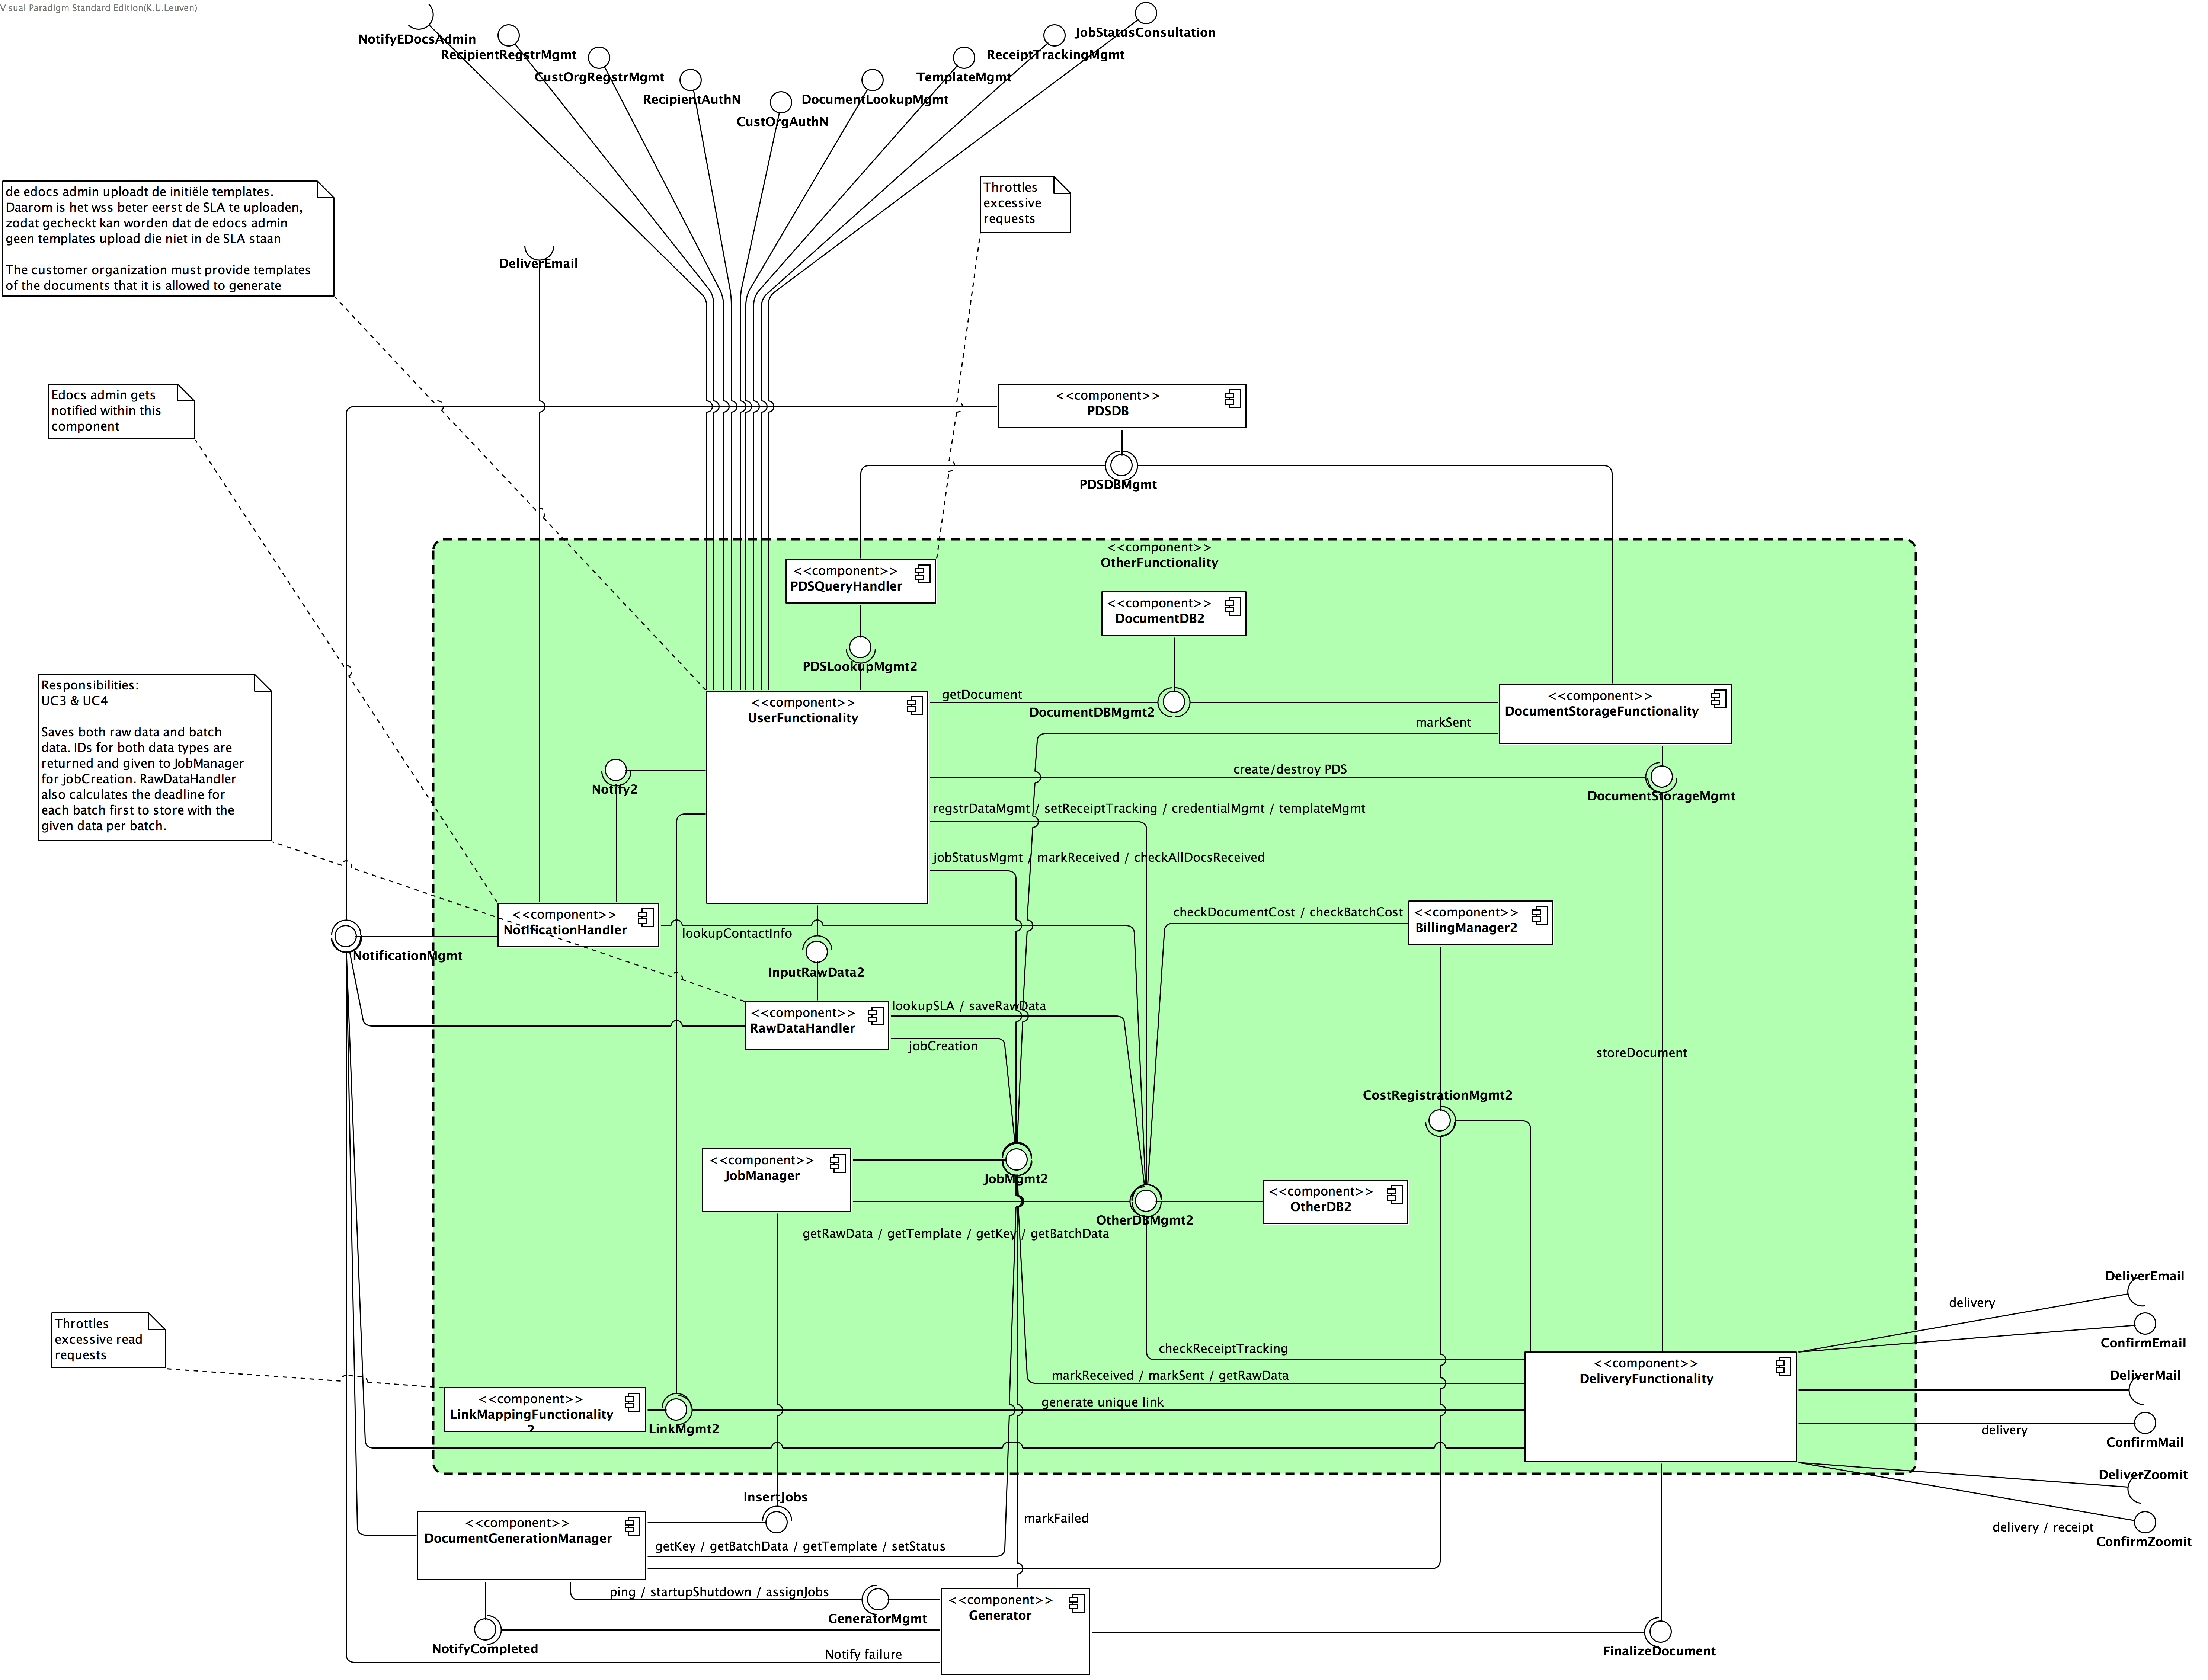 Visual Paradigm Standard Edition(K.U.Leuven)
NotifyEDocsAdmin
RecipientRegstrMgmt
CustOrgRegstrMgmt
RecipientAuthN
CustOrgAuthN
DocumentLookupMgmt
TemplateMgmt
ReceiptTrackingMgmt
JobStatusConsultation
de edocs admin uploadt de initiële templates.
Daarom is het wss beter eerst de SLA te uploaden,
zodat gecheckt kan worden dat de edocs admin
geen templates upload die niet in de SLA staan
The customer organization must provide templates
of the documents that it is allowed to generate
Throttles
excessive
requests
DeliverEmail
Edocs admin gets
notified within this
component
<<component>>
PDSDB
PDSDBMgmt
<<component>>
OtherFunctionality
<<component>>
PDSQueryHandler
<<component>>
DocumentDB2
PDSLookupMgmt2
Responsibilities:
UC3 & UC4
Saves both raw data and batch
data. IDs for both data types are
returned and given to JobManager
for jobCreation. RawDataHandler
also calculates the deadline for
each batch first to store with the
given data per batch.
<<component>>
UserFunctionality
getDocument
DocumentDBMgmt2
<<component>>
DocumentStorageFunctionality
markSent
Notify2
create/destroy PDS
DocumentStorageMgmt
regstrDataMgmt / setReceiptTracking / credentialMgmt / templateMgmt
jobStatusMgmt / markReceived / checkAllDocsReceived
<<component>>
NotificationHandler
lookupContactInfo
checkDocumentCost / checkBatchCost
<<component>>
BillingManager2
NotificationMgmt
InputRawData2
<<component>>
RawDataHandler
lookupSLA / saveRawData
jobCreation
storeDocument
CostRegistrationMgmt2
<<component>>
JobManager
JobMgmt2
OtherDBMgmt2
<<component>>
OtherDB2
getRawData / getTemplate / getKey / getBatchData
Throttles
excessive read
requests
checkReceiptTracking
markReceived / markSent / getRawData
generate unique link
<<component>>
DeliveryFunctionality
<<component>>
LinkMappingFunctionality
2
LinkMgmt2
DeliverEmail
delivery
ConfirmEmail
DeliverMail
delivery
ConfirmMail
DeliverZoomit
delivery / receipt
ConfirmZoomit
InsertJobs
<<component>>
DocumentGenerationManager
markFailed
getKey / getBatchData / getTemplate / setStatus
ping / startupShutdown / assignJobs
GeneratorMgmt
<<component>>
Generator
NotifyCompleted
Notify failure
FinalizeDocument